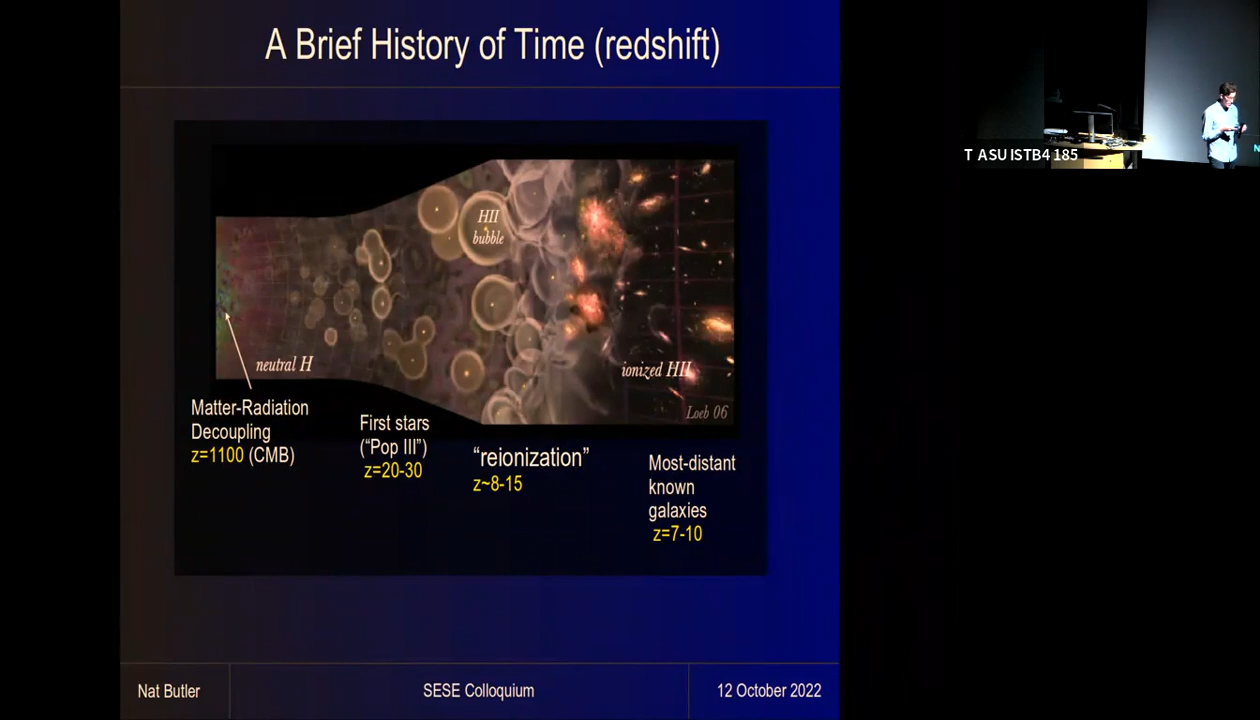 A Brief History of Time (redshift)
HII
bubble
neutral H
ionized HII
Loeb 06
Matter-Radiation
Decoupling
z=1100 (CMB)
First stars
("Pop III")
z=20-30
"reionization"
z~8-15
Most-distant
known
galaxies
z=7-10
Nat Butler
SESE Colloquium
12 October 2022
T ASU ISTB4 185
N